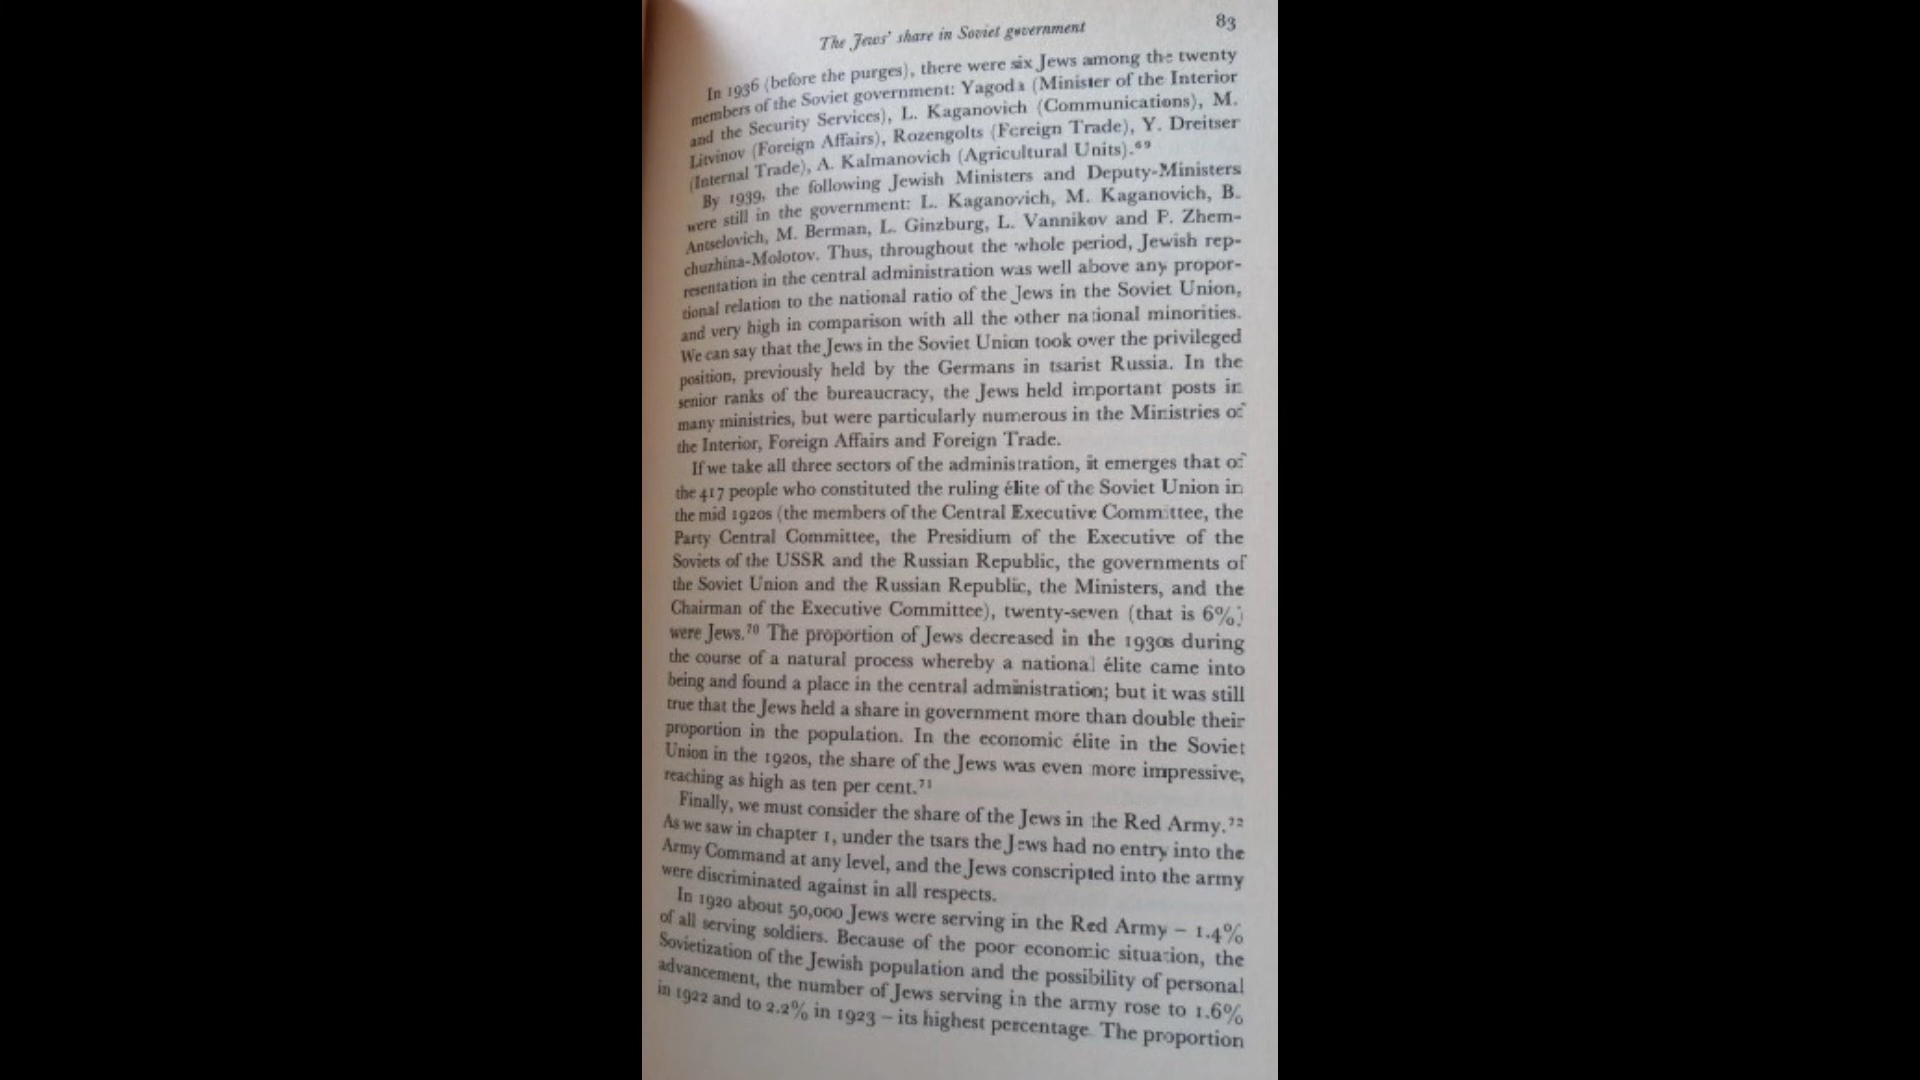 The Jews' share in Soviet government 83
In 1936 (before the purges), there were six Jews among the twenty
members of the Soviet government: Yagoda (Minister of the Interior
and the Security Services), L. Kaganovich (Communications), M.
Litvinov (Foreign Affairs), Rozengolts (Foreign Trade), Y. Dreitser
(Internal Trade), A. Kalmanovich (Agricultural Units).⁶⁹
By 1939, the following Jewish Ministers and Deputy-Ministers
were still in the government: L. Kaganovich, M. Kaganovich, B.
Antselovich, M. Berman, L. Ginzburg, L. Vannikov and P. Zhem-
chuzhina-Molotov. Thus, throughout the whole period, Jewish rep-
resentation in the central administration was well above any propor-
tional relation to the national ratio of the Jews in the Soviet Union,
and very high in comparison with all the other national minorities.
We can say that the Jews in the Soviet Union took over the privileged
position, previously held by the Germans in tsarist Russia. In the
senior ranks of the bureaucracy, the Jews held important posts in
many ministries, but were particularly numerous in the Ministries of
the Interior, Foreign Affairs and Foreign Trade.
If we take all three sectors of the administration, it emerges that of
the 417 people who constituted the ruling élite of the Soviet Union in
the mid 1920s (the members of the Central Executive Committee, the
Party Central Committee, the Presidium of the Executive of the
Soviets of the USSR and the Russian Republic, the governments of
the Soviet Union and the Russian Republic, the Ministers, and the
Chairman of the Executive Committee), twenty-seven (that is 6%)
were Jews.⁷⁰ The proportion of Jews decreased in the 1930s during
the course of a natural process whereby a national élite came into
being and found a place in the central administration; but it was still
true that the Jews held a share in government more than double their
proportion in the population. In the economic élite in the Soviet
Union in the 1920s, the share of the Jews was even more impressive,
reaching as high as ten per cent.⁷¹
Finally, we must consider the share of the Jews in the Red Army.⁷²
As we saw in chapter 1, under the tsars the Jews had no entry into the
Army Command at any level, and the Jews conscripted into the army
were discriminated against in all respects.
In 1920 about 50,000 Jews were serving in the Red Army – 1.4%
of all serving soldiers. Because of the poor economic situation, the
Sovietization of the Jewish population and the possibility of personal
advancement, the number of Jews serving in the army rose to 1.6%
in 1922 and to 2.2% in 1923 – its highest percentage. The proportion